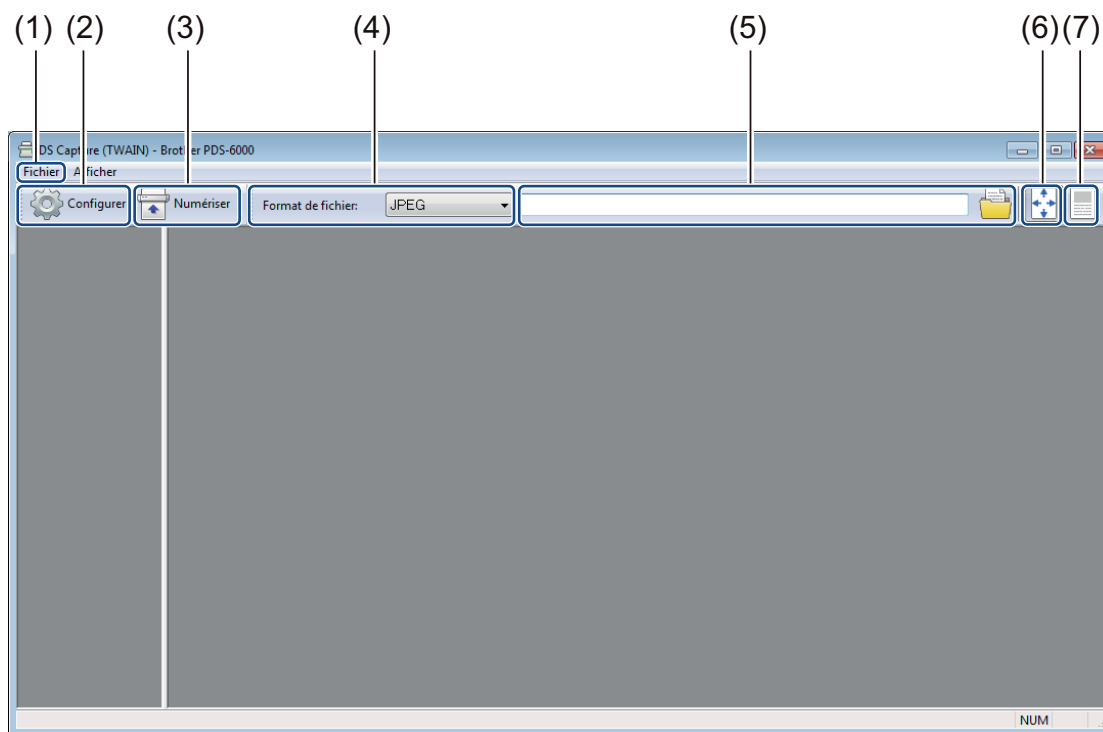 (1) (2) (3) (4) (5) (6) (7)
DS Capture (TWAIN) - Brother PDS-6000
Fichier Afficher
Configurer Numériser Format de fichier: JPEG
NUM